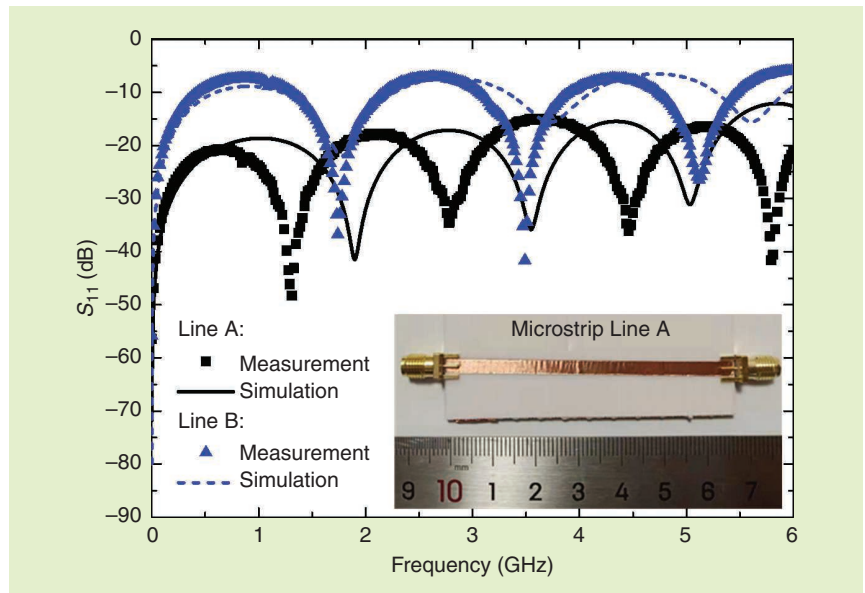 0
–10
–20
–30
–40
–50
–60
–70
–80
–90
S11 (dB)
Line A:
Measurement
Simulation
Line B:
Measurement
Simulation
Microstrip Line A
mm
9 10 1 2 3 4 5 6 7
0 1 2 3 4 5 6
Frequency (GHz)